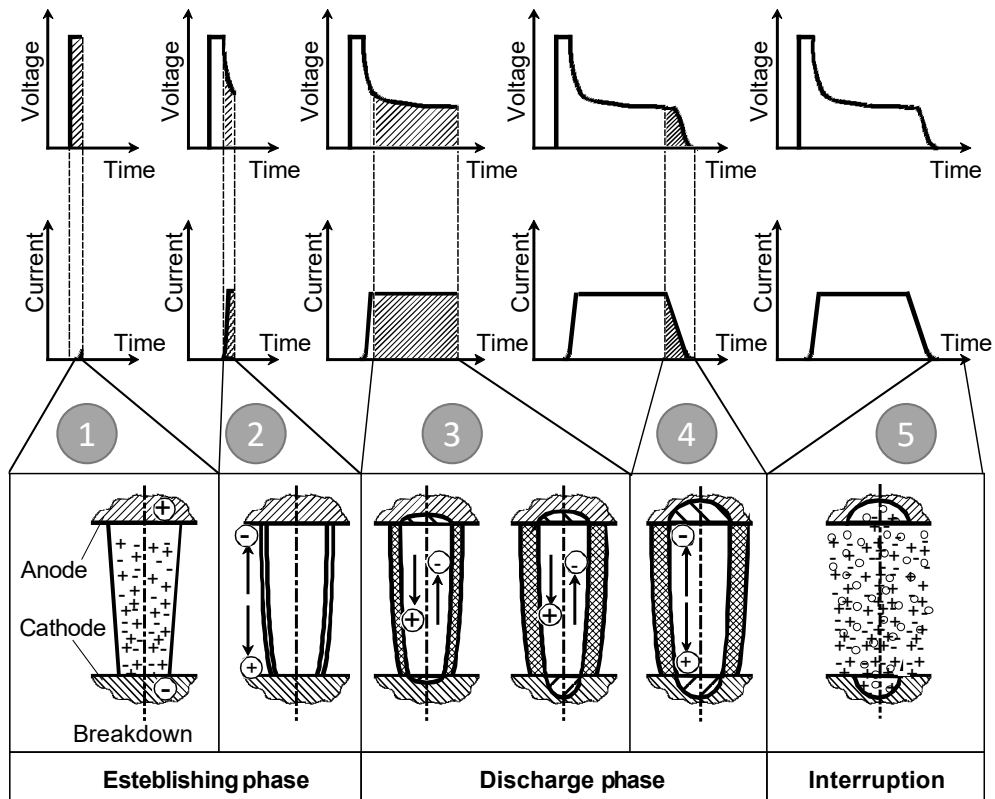 Voltage
Time
Voltage
Time
Voltage
Time
Voltage
Time
Voltage
Time
Current
Time
Current
Time
Current
Time
Current
Time
Current
Time
1
2
3
4
5
+
-
-
-
-
Anode
+
+
Cathode
+
+
-
Breakdown
Esteblishing phase
Discharge phase
Interruption